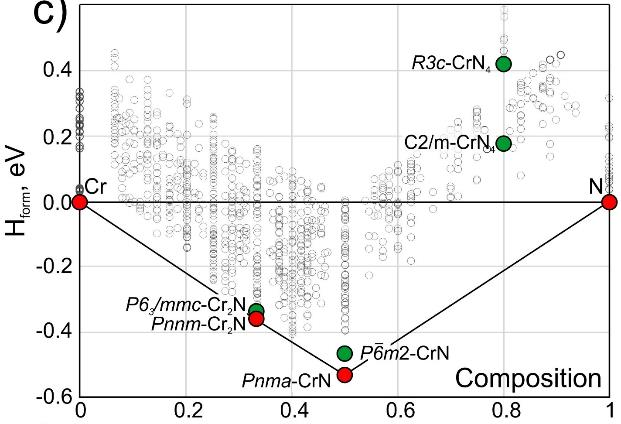 c)
H_form, eV
0.4
0.2
0.0
-0.2
-0.4
-0.6
R3c-CrN₄
C2/m-CrN₄
Cr
N
P6₃/mmc-Cr₂N
Pnnm-Cr₂N
P6̅m2-CrN
Pnma-CrN
Composition
0 0.2 0.4 0.6 0.8 1